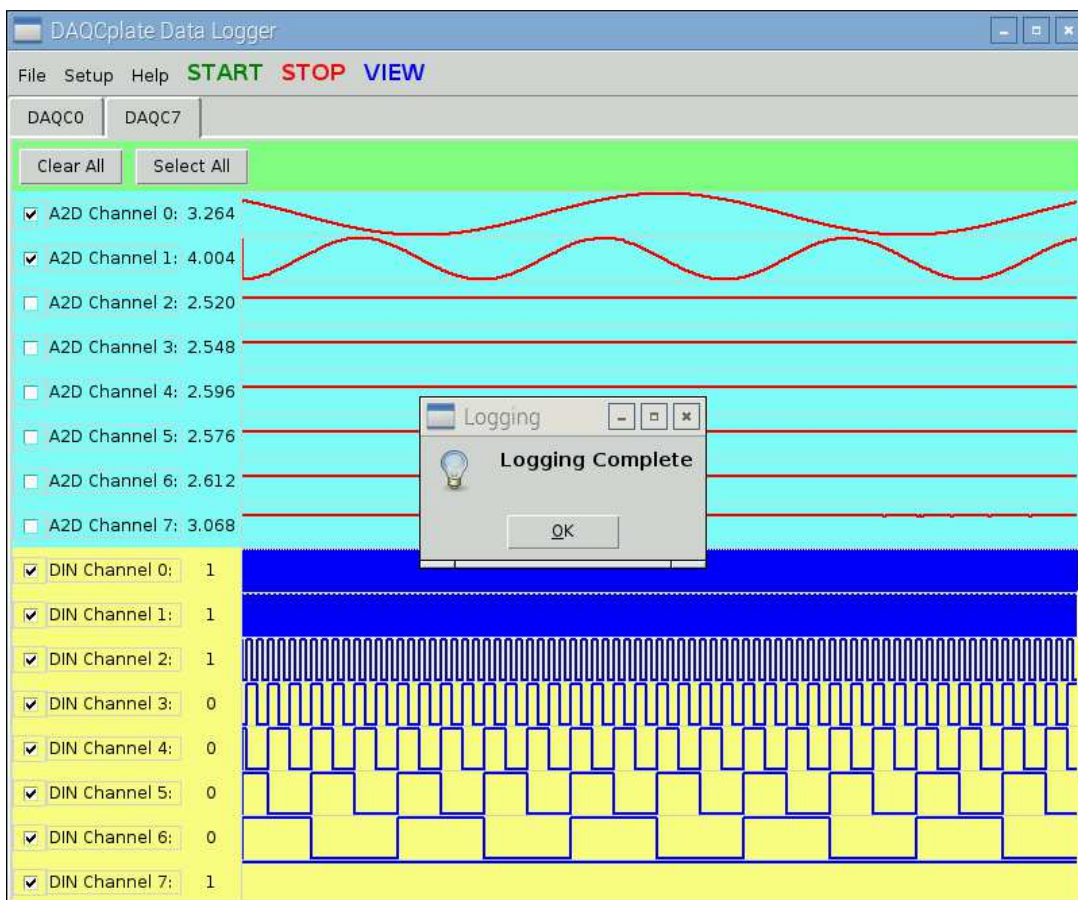 DAQCplate Data Logger
File Setup Help START STOP VIEW
DAQC0 DAQC7
Clear All Select All
A2D Channel 0: 3.264
A2D Channel 1: 4.004
A2D Channel 2: 2.520
A2D Channel 3: 2.548
A2D Channel 4: 2.596
Logging
A2D Channel 5: 2.576
Logging Complete
A2D Channel 6: 2.612
A2D Channel 7: 3.068
OK
DIN Channel 0: 1
DIN Channel 1: 1
DIN Channel 2: 1
DIN Channel 3: 0
DIN Channel 4: 0
DIN Channel 5: 0
DIN Channel 6: 0
DIN Channel 7: 1